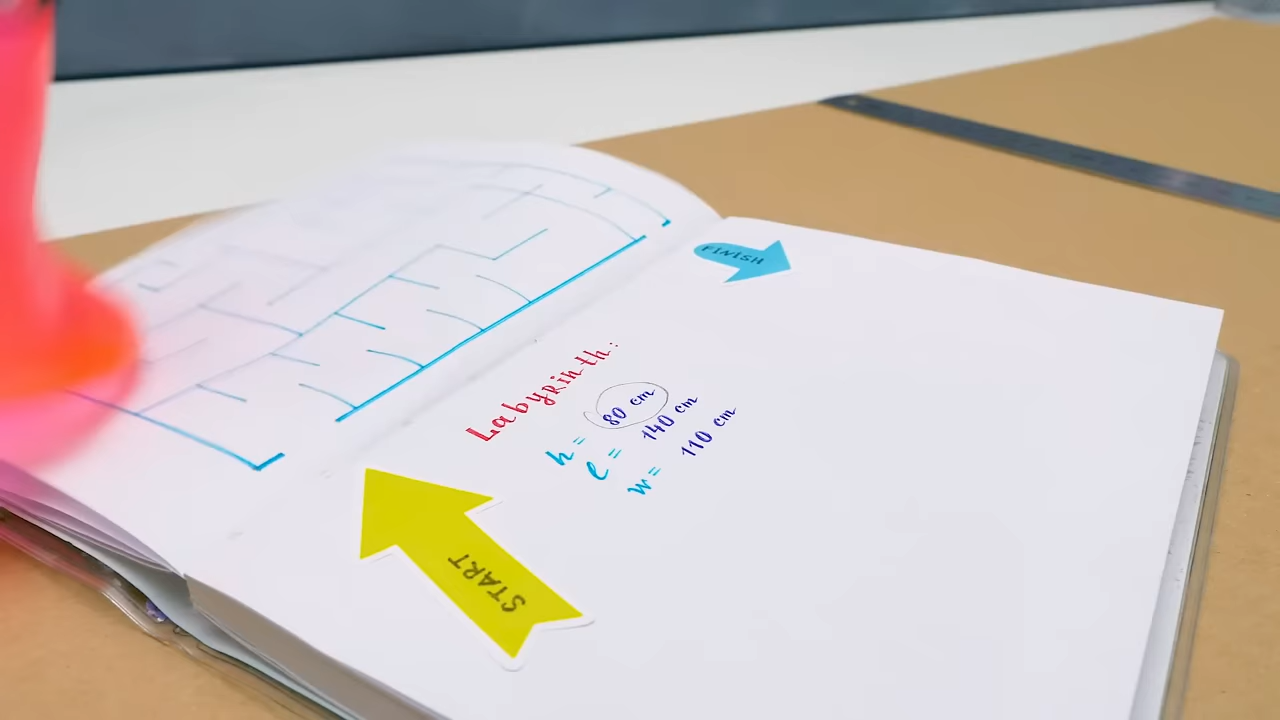 FINISH
Labyrinth:
h = 80 cm
l = 140 cm
w = 110 cm
START